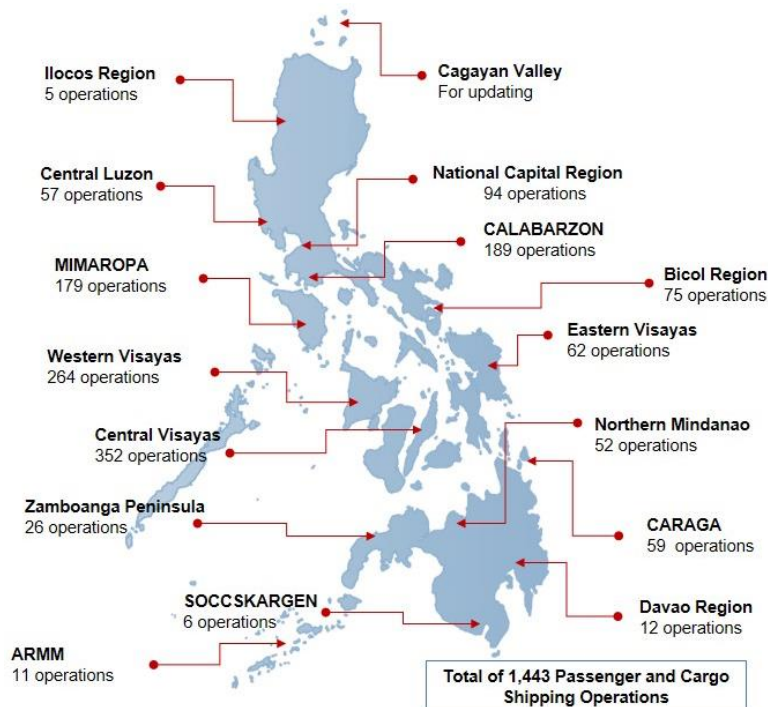 Ilocos Region
5 operations
Cagayan Valley
For updating
Central Luzon
57 operations
National Capital Region
94 operations
CALABARZON
189 operations
MIMAROPA
179 operations
Bicol Region
75 operations
Eastern Visayas
62 operations
Western Visayas
264 operations
Northern Mindanao
52 operations
Central Visayas
352 operations
Zamboanga Peninsula
26 operations
CARAGA
59 operations
SOCCSKARGEN
6 operations
Davao Region
12 operations
ARMM
11 operations
Total of 1,443 Passenger and Cargo
Shipping Operations